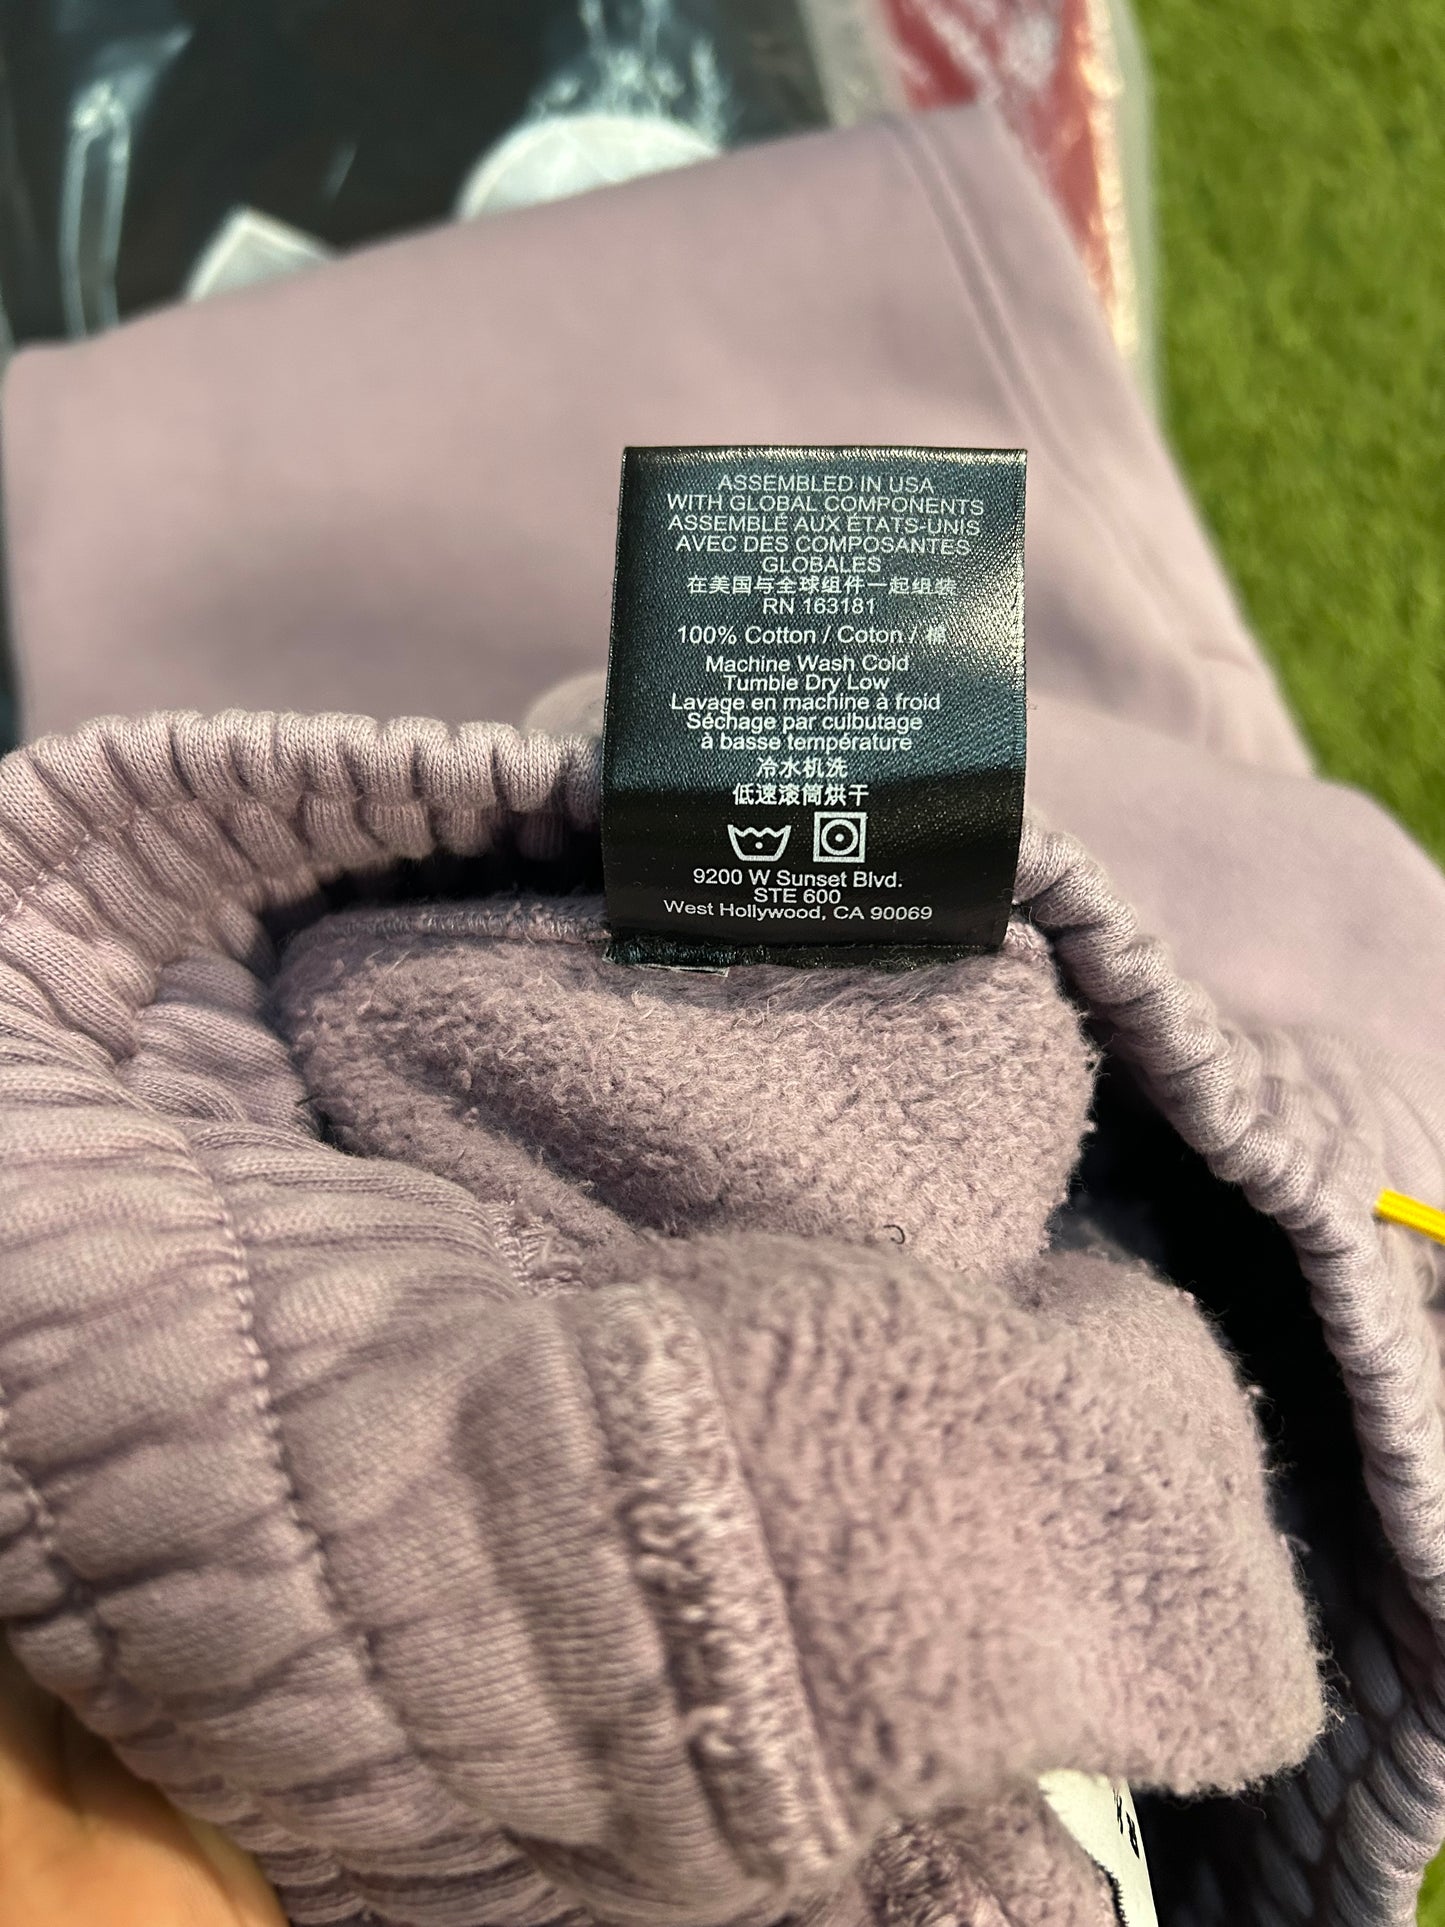 ASSEMBLED IN USA
WITH GLOBAL COMPONENTS
ASSEMBLÉ AUX ÉTATS-UNIS
AVEC DES COMPOSANTES
GLOBALES
在美国与全球组件一起组装
RN 163181
100% Cotton / Coton / 棉
Machine Wash Cold
Tumble Dry Low
Lavage en machine à froid
Séchage par culbutage
à basse température
冷水机洗
低速滚筒烘干
9200 W Sunset Blvd.
STE 600
West Hollywood, CA 90069